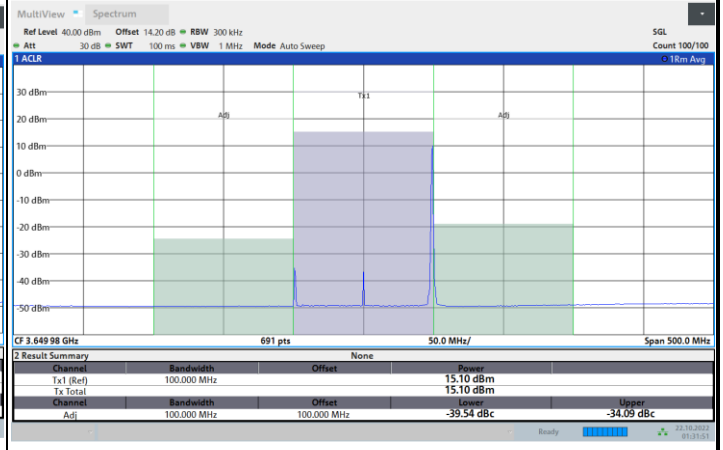 MultiView Spectrum
Ref Level 40.00 dBm Offset 14.20 dB RBW 300 kHz SGL
Att 30 dB SWT 100 ms VBW 1 MHz Mode Auto Sweep Count 100/100
1 ACLR 1Rm Avg
30 dBm
Tx1
20 dBm Adj Adj
10 dBm
0 dBm
-10 dBm
-20 dBm
-30 dBm
-40 dBm
-50 dBm
CF 3.649 98 GHz 691 pts 50.0 MHz/ Span 500.0 MHz
2 Result Summary None
Channel Bandwidth Offset Power
Tx1 (Ref) 100.000 MHz 15.10 dBm
Tx Total 15.10 dBm
Channel Bandwidth Offset Lower Upper
Adj 100.000 MHz 100.000 MHz -39.54 dBc -34.09 dBc
Ready 22.10.2022
01:31:51